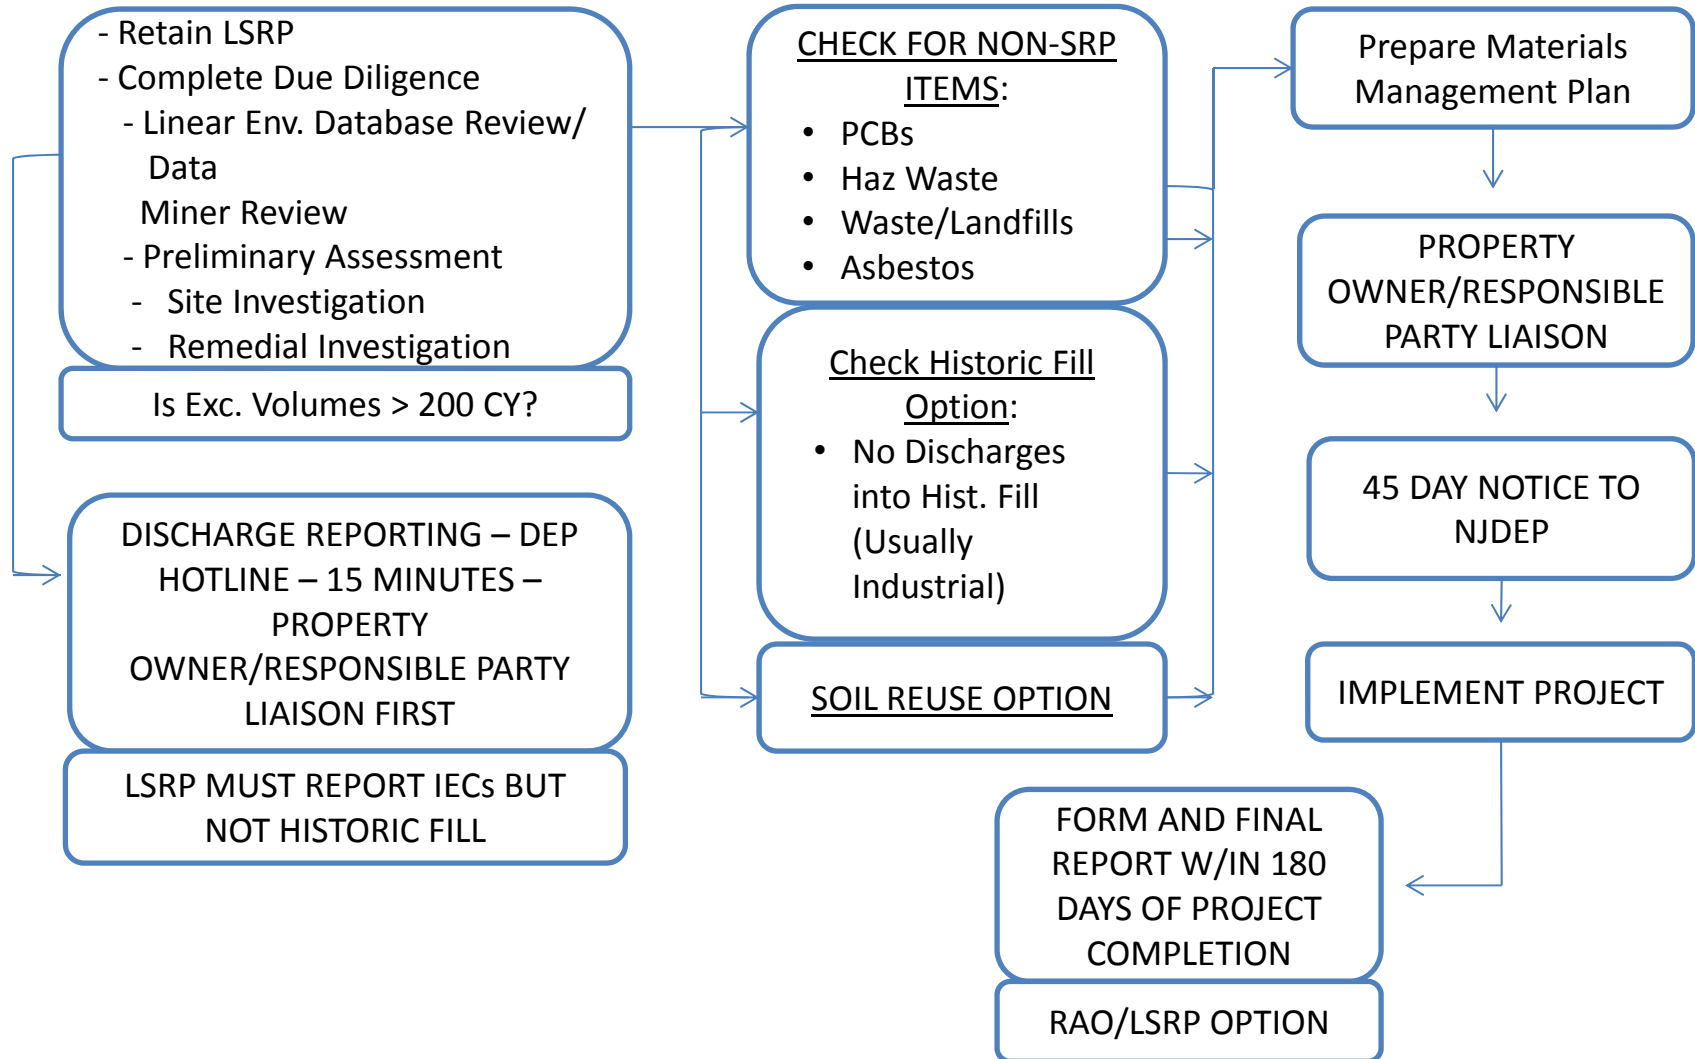 - Retain LSRP
- Complete Due Diligence
- Linear Env. Database Review/
Data
Miner Review
- Preliminary Assessment
- Site Investigation
- Remedial Investigation
Is Exc. Volumes > 200 CY?
DISCHARGE REPORTING – DEP
HOTLINE – 15 MINUTES –
PROPERTY
OWNER/RESPONSIBLE PARTY
LIAISON FIRST
LSRP MUST REPORT IECs BUT
NOT HISTORIC FILL
CHECK FOR NON-SRP
ITEMS:
• PCBs
• Haz Waste
• Waste/Landfills
• Asbestos
Check Historic Fill
Option:
• No Discharges
into Hist. Fill
(Usually
Industrial)
SOIL REUSE OPTION
Prepare Materials
Management Plan
PROPERTY
OWNER/RESPONSIBLE
PARTY LIAISON
45 DAY NOTICE TO
NJDEP
IMPLEMENT PROJECT
FORM AND FINAL
REPORT W/IN 180
DAYS OF PROJECT
COMPLETION
RAO/LSRP OPTION